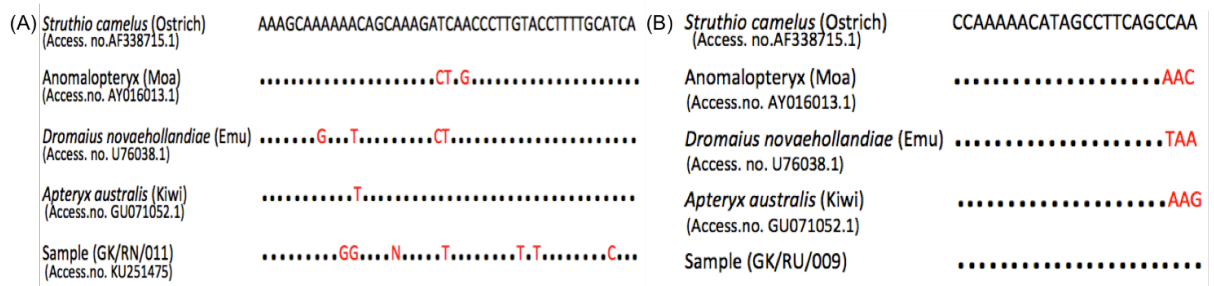 (A) Struthio camelus (Ostrich) AAAGCAAAAAACAGCAAAGATCAACCCTTGTACCTTTTGCATCA
(Access. no.AF338715.1)
Anomalopteryx (Moa) ....................CT.G....................
(Access.no. AY016013.1)
Dromaius novaehollandiae (Emu) .......G...T........CT......................
(Access. no. U76038.1)
Apteryx australis (Kiwi) ...........T................................
(Access.no. GU071052.1)
Sample (GK/RN/011) .........GG....N.....T........T.T.......C...
(Access.no. KU251475)
(B) Struthio camelus (Ostrich) CCAAAAACATAGCCTTCAGCCAA
(Access. no.AF338715.1)
Anomalopteryx (Moa) ....................AAC
(Access.no. AY016013.1)
Dromaius novaehollandiae (Emu) ....................TAA
(Access. no. U76038.1)
Apteryx australis (Kiwi) ....................AAG
(Access.no. GU071052.1)
Sample (GK/RU/009) .......................